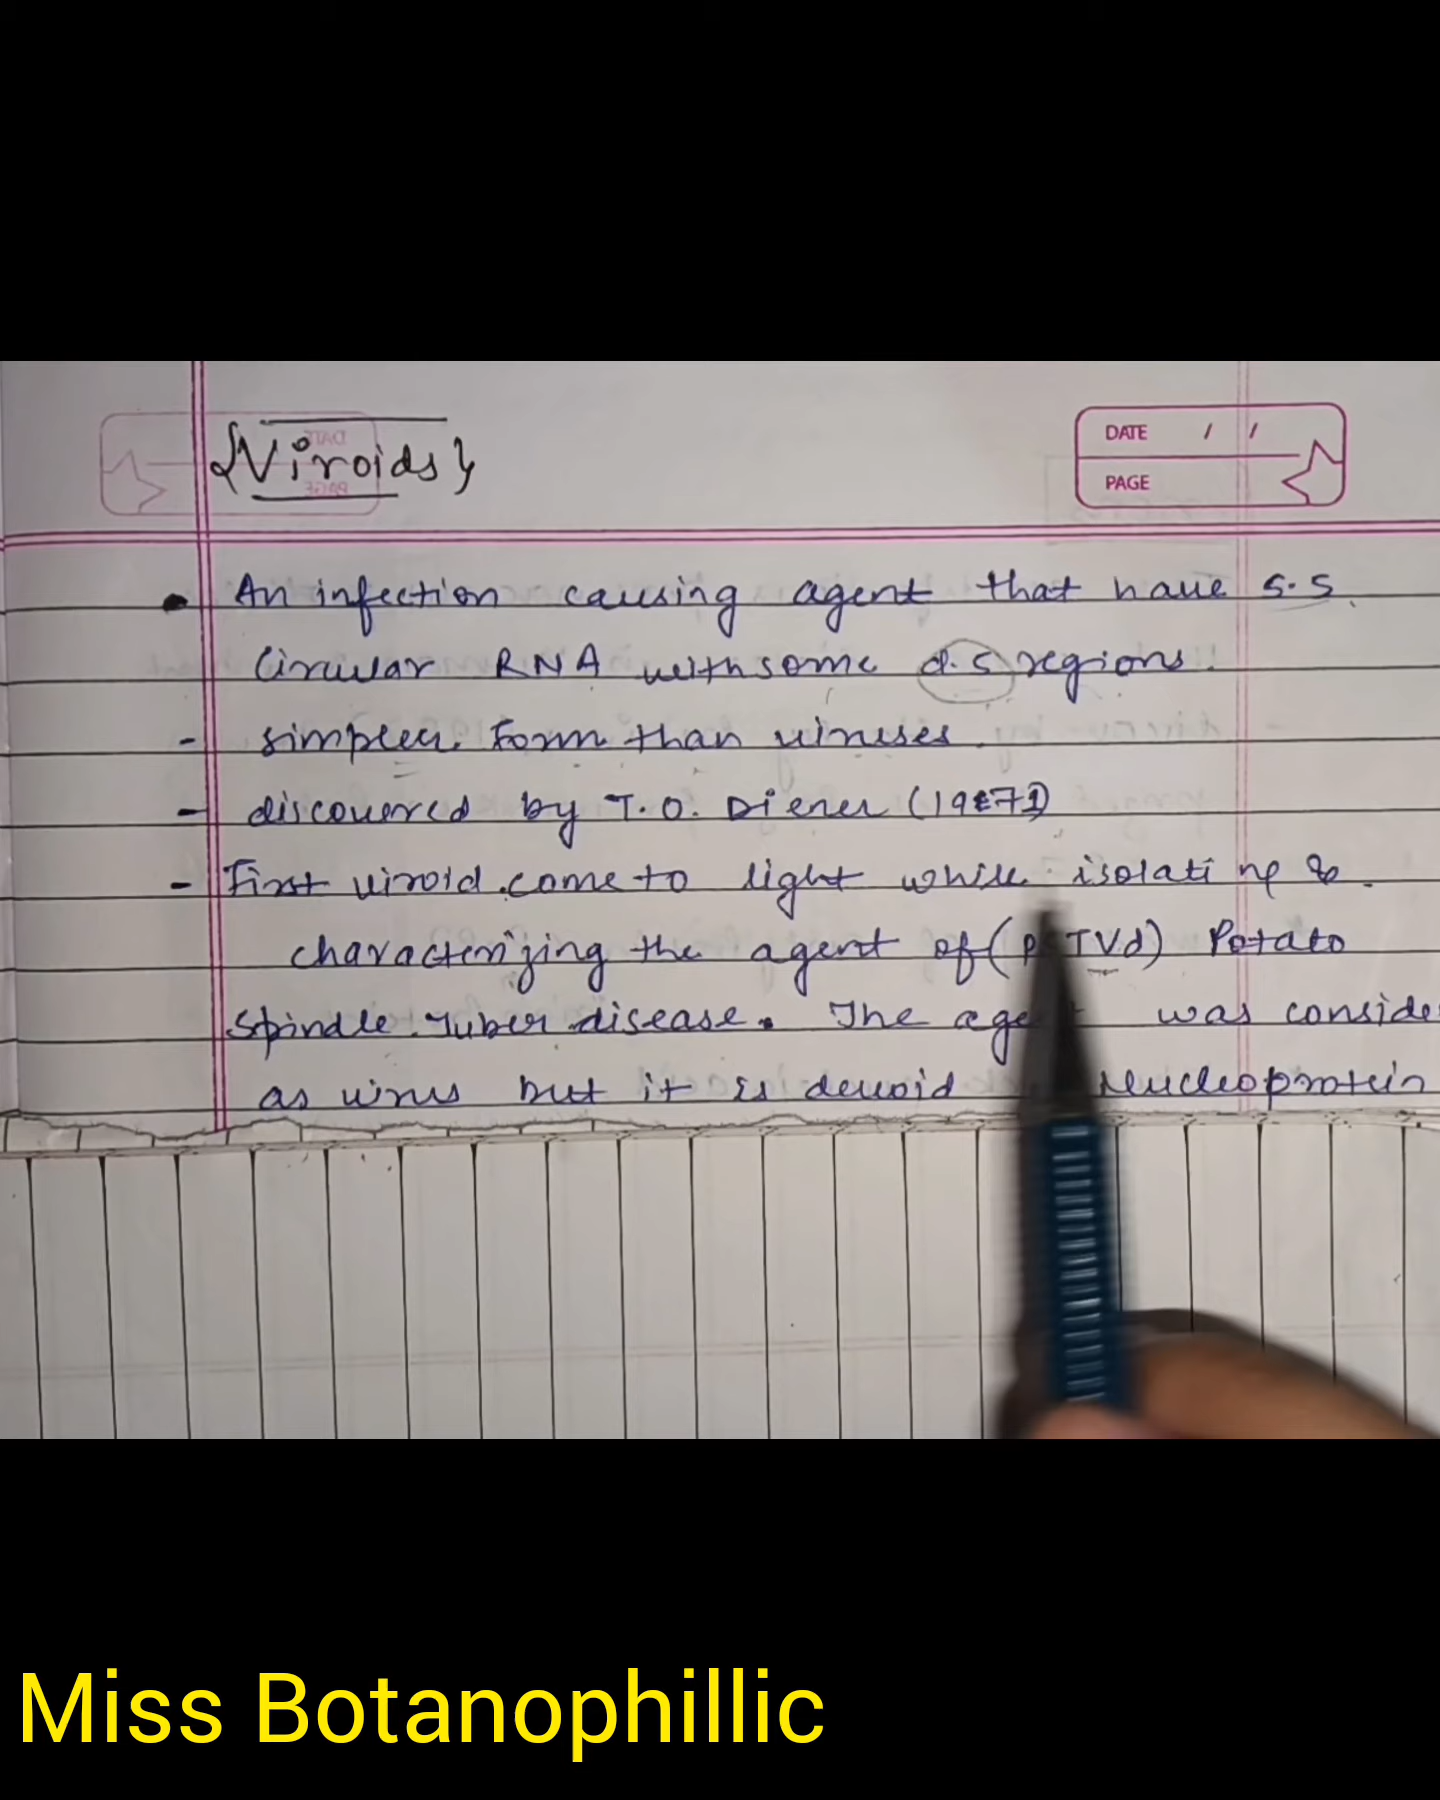 {Viroids}
DATE / /
PAGE
• An infection causing agent that have s.s
Circular RNA with some d.s regions.
- simpler Form than viruses.
- discovered by T.O. Diener (1971)
- First viroid come to light while isolating &
characterizing the agent of (PSTVd) Potato
Spindle Tuber disease. The agent was conside
as virus but it is devoid Nucleoprotein
Miss Botanophillic